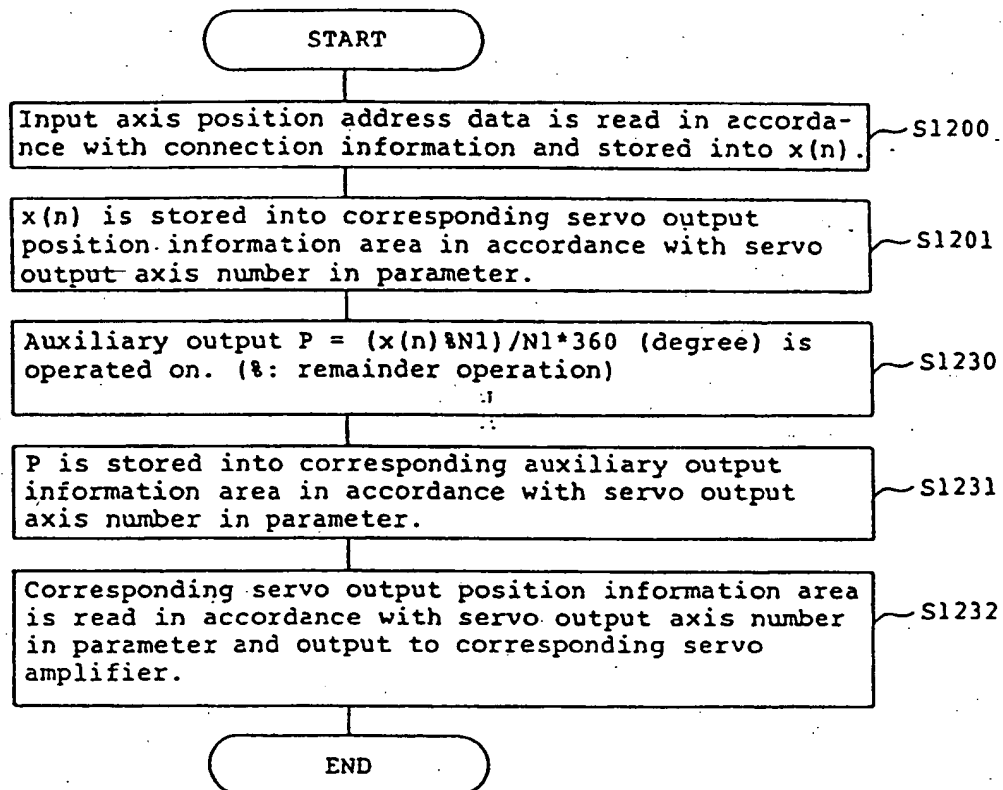 START
Input axis position address data is read in accorda-
nce with connection information and stored into x(n).
S1200
x(n) is stored into corresponding servo output
position information area in accordance with servo
output axis number in parameter.
S1201
Auxiliary output P = (x(n)%N1)/N1*360 (degree) is
operated on. (%: remainder operation)
S1230
P is stored into corresponding auxiliary output
information area in accordance with servo output
axis number in parameter.
S1231
Corresponding servo output position information area
is read in accordance with servo output axis number
in parameter and output to corresponding servo
amplifier.
S1232
END